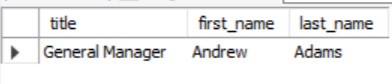 title first_name last_name
General Manager Andrew Adams